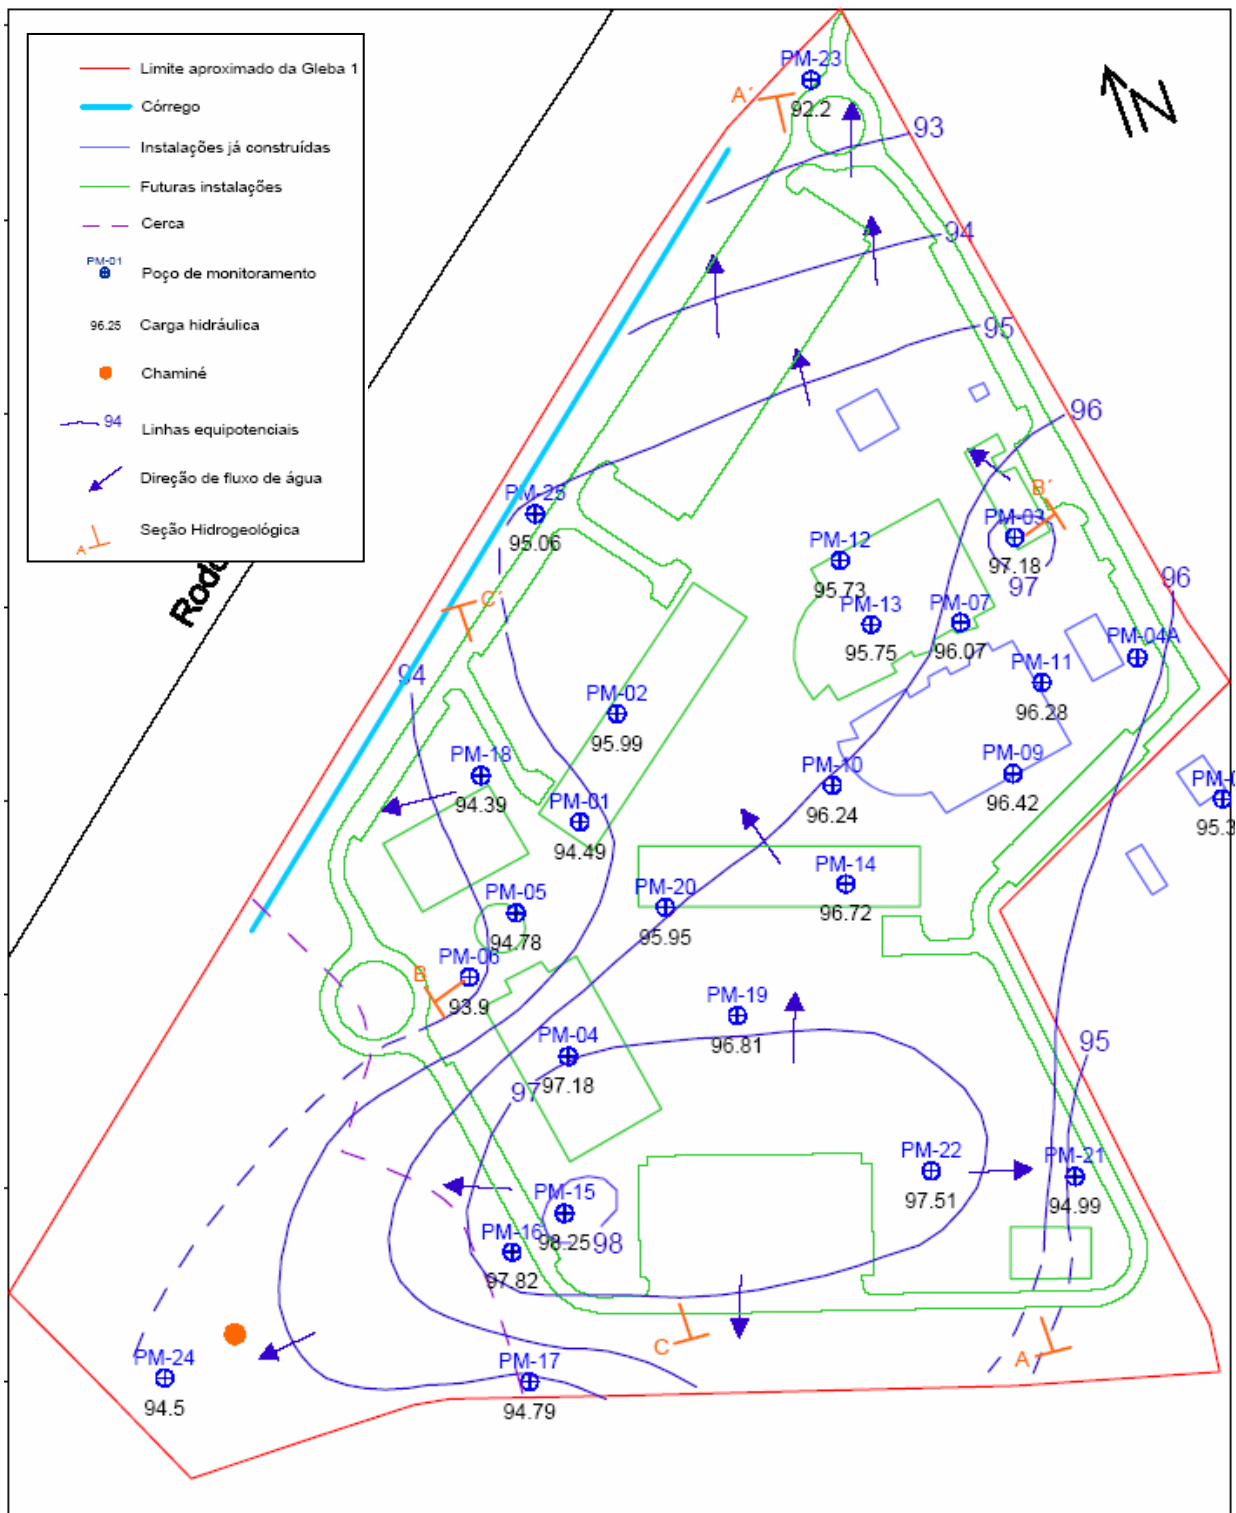 Limite aproximado da Gleba 1
Córrego
Instalações já construídas
Futuras instalações
Cerca
PM-01
Poço de monitoramento
96.25 Carga hidráulica
Chaminé
94 Linhas equipotenciais
Direção de fluxo de água
A Seção Hidrogeológica
N
PM-23
92.2
A´
93
94
95
96
PM-25
95.06
B´
PM-03
97.18
97
PM-12
95.73
PM-13
95.75
PM-07
96.07
96
PM-04A
PM-11
96.28
C´
94
PM-02
95.99
PM-18
94.39
PM-01
94.49
PM-10
96.24
PM-09
96.42
PM-14
96.72
PM-20
95.95
PM-05
94.78
PM-06
93.9
B
PM-19
96.81
PM-04
97.18
97
95
PM-22
97.51
PM-21
94.99
PM-15
98.25
98
PM-16
97.82
C
A
PM-24
94.5
PM-17
94.79